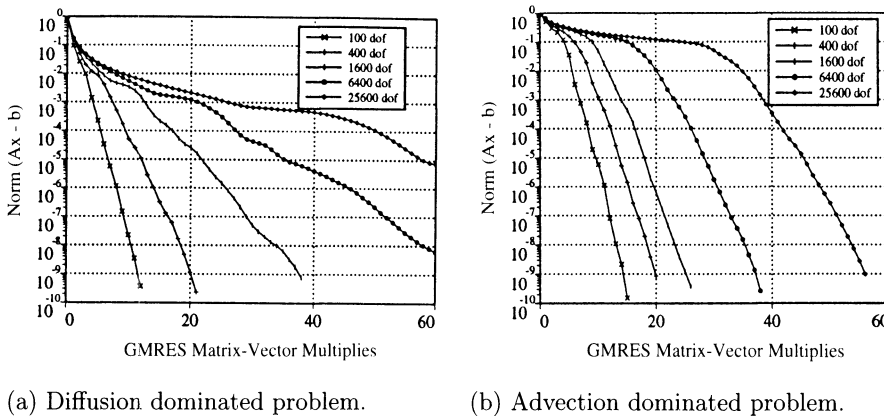 10^0
10^-1
10^-2
10^-3
10^-4
10^-5
10^-6
10^-7
10^-8
10^-9
10^-10
Norm (Ax - b)
100 dof
400 dof
1600 dof
6400 dof
25600 dof
0 20 40 60
GMRES Matrix-Vector Multiplies
(a) Diffusion dominated problem.
10^0
10^-1
10^-2
10^-3
10^-4
10^-5
10^-6
10^-7
10^-8
10^-9
10^-10
Norm (Ax - b)
100 dof
400 dof
1600 dof
6400 dof
25600 dof
0 20 40 60
GMRES Matrix-Vector Multiplies
(b) Advection dominated problem.